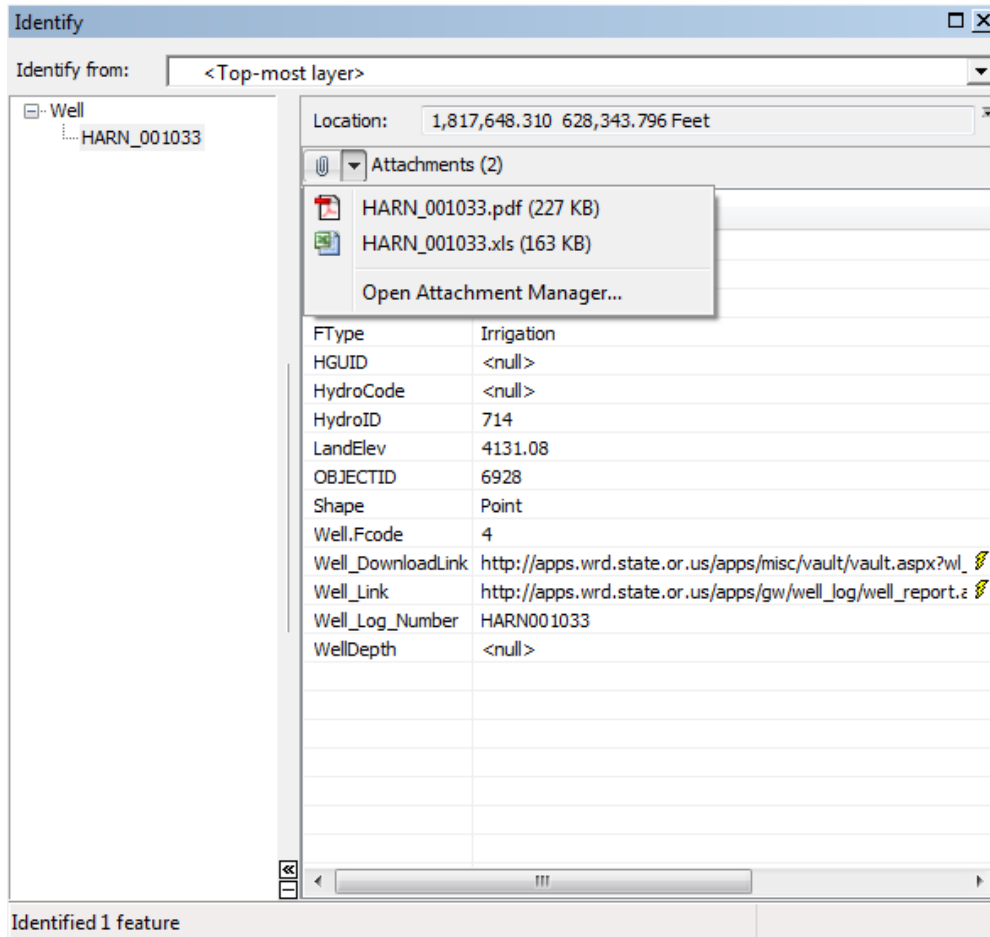 Identify
Identify from: <Top-most layer>
Well
HARN_001033
Location: 1,817,648.310 628,343.796 Feet
Attachments (2)
HARN_001033.pdf (227 KB)
HARN_001033.xls (163 KB)
Open Attachment Manager...
FType Irrigation
HGUID <null>
HydroCode <null>
HydroID 714
LandElev 4131.08
OBJECTID 6928
Shape Point
Well.Fcode 4
Well_DownloadLink http://apps.wrd.state.or.us/apps/misc/vault/vault.aspx?wl_
Well_Link http://apps.wrd.state.or.us/apps/gw/well_log/well_report.a
Well_Log_Number HARN001033
WellDepth <null>
Identified 1 feature